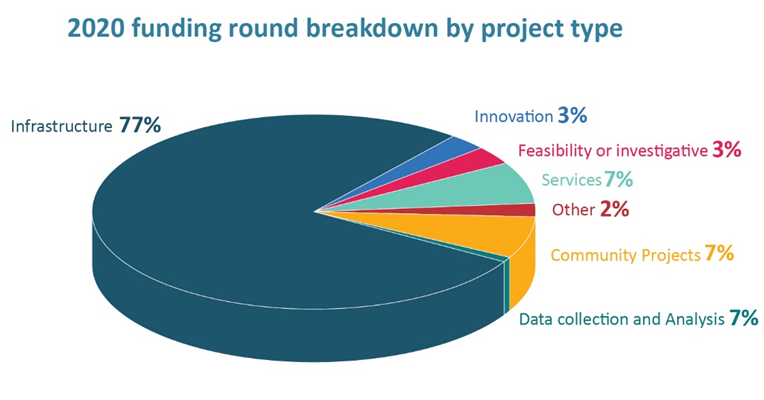 2020 funding round breakdown by project type
Infrastructure 77%
Innovation 3%
Feasibility or investigative 3%
Services 7%
Other 2%
Community Projects 7%
Data collection and Analysis 7%